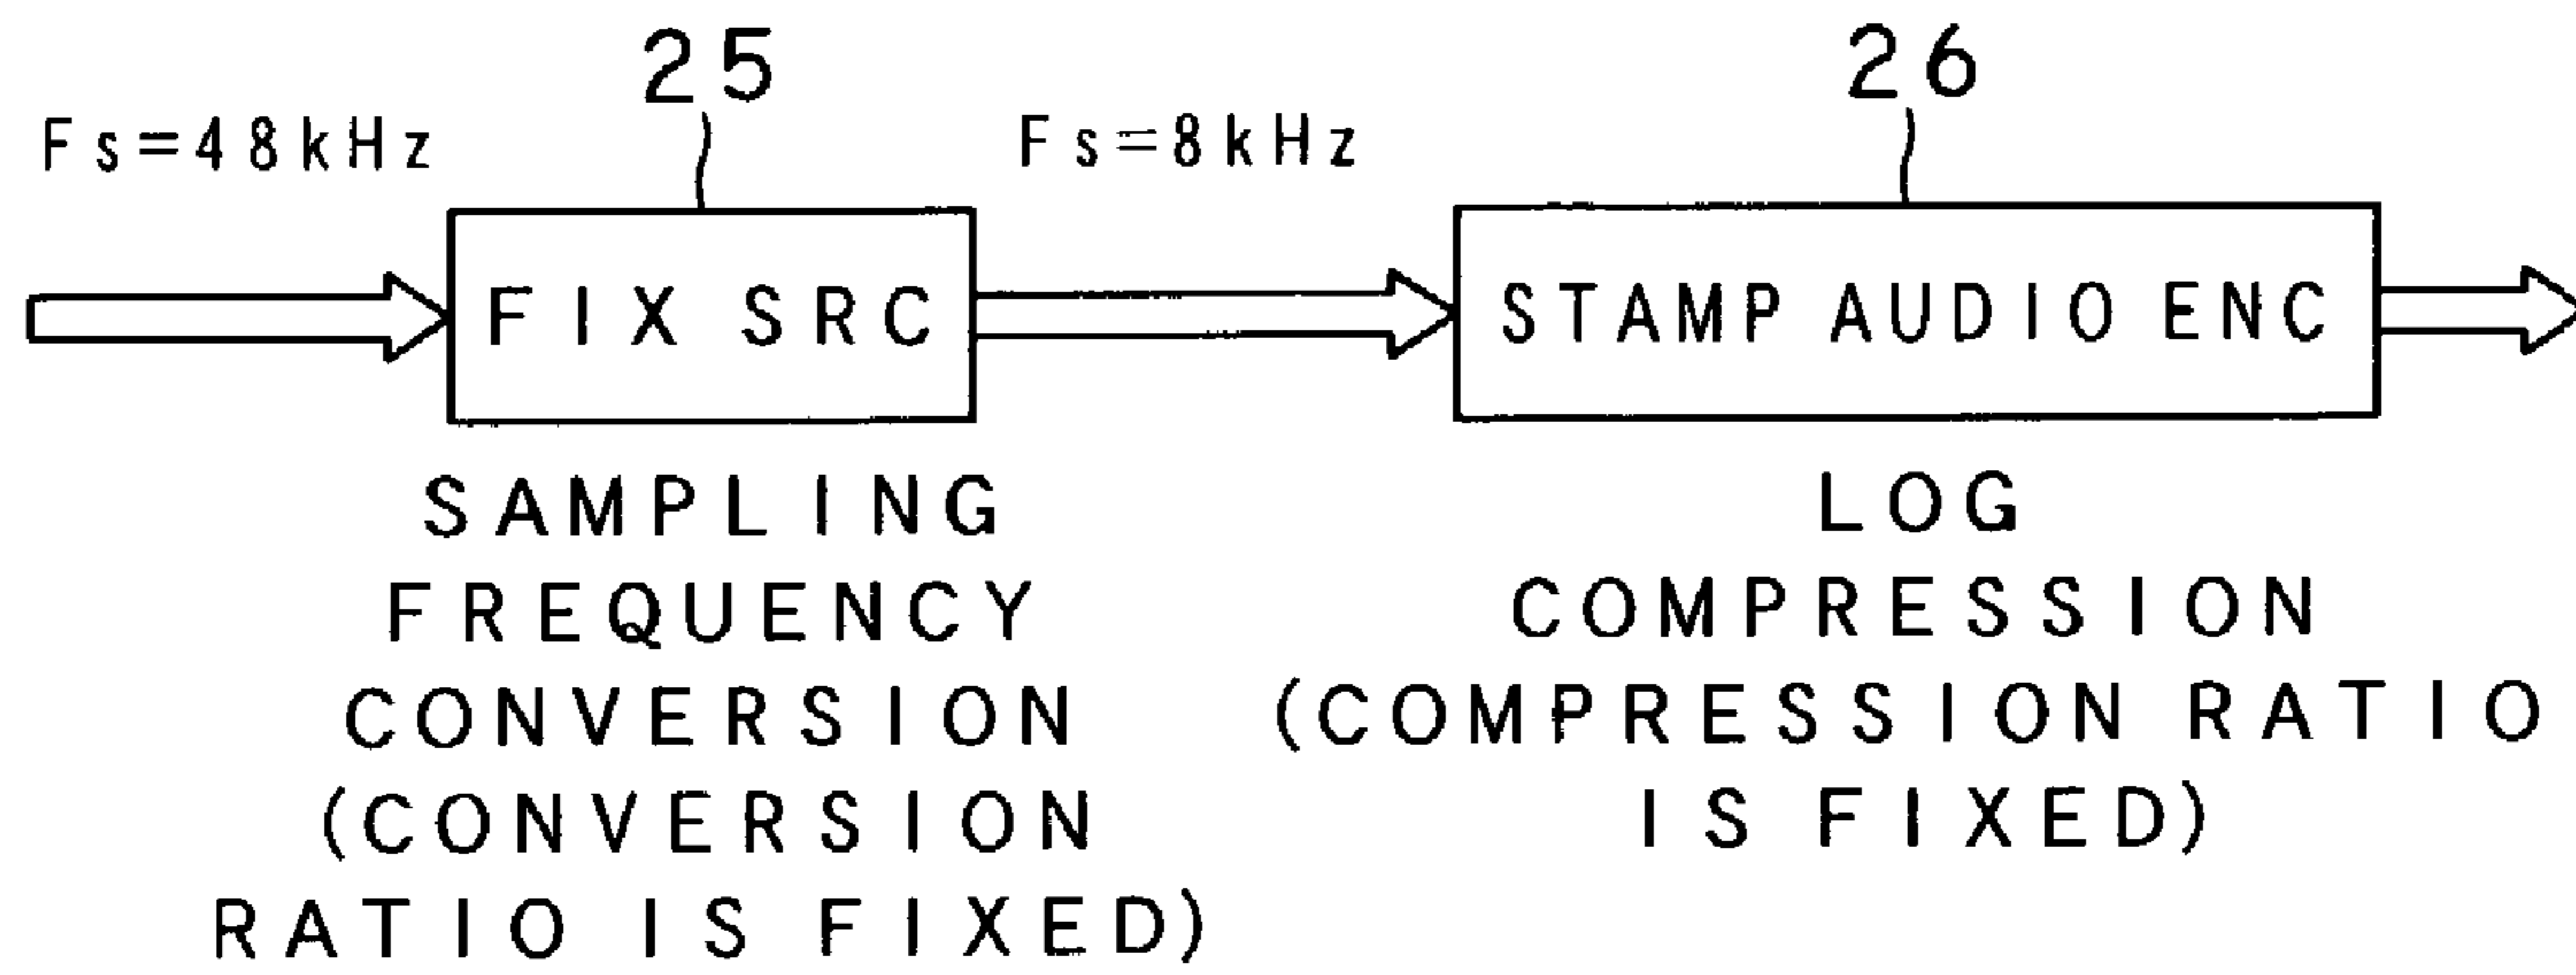 25
26
Fs=48kHz
Fs=8kHz
FIX SRC
STAMP AUDIO ENC
SAMPLING
FREQUENCY
CONVERSION
(CONVERSION
RATIO IS FIXED)
LOG
COMPRESSION
(COMPRESSION RATIO
IS FIXED)